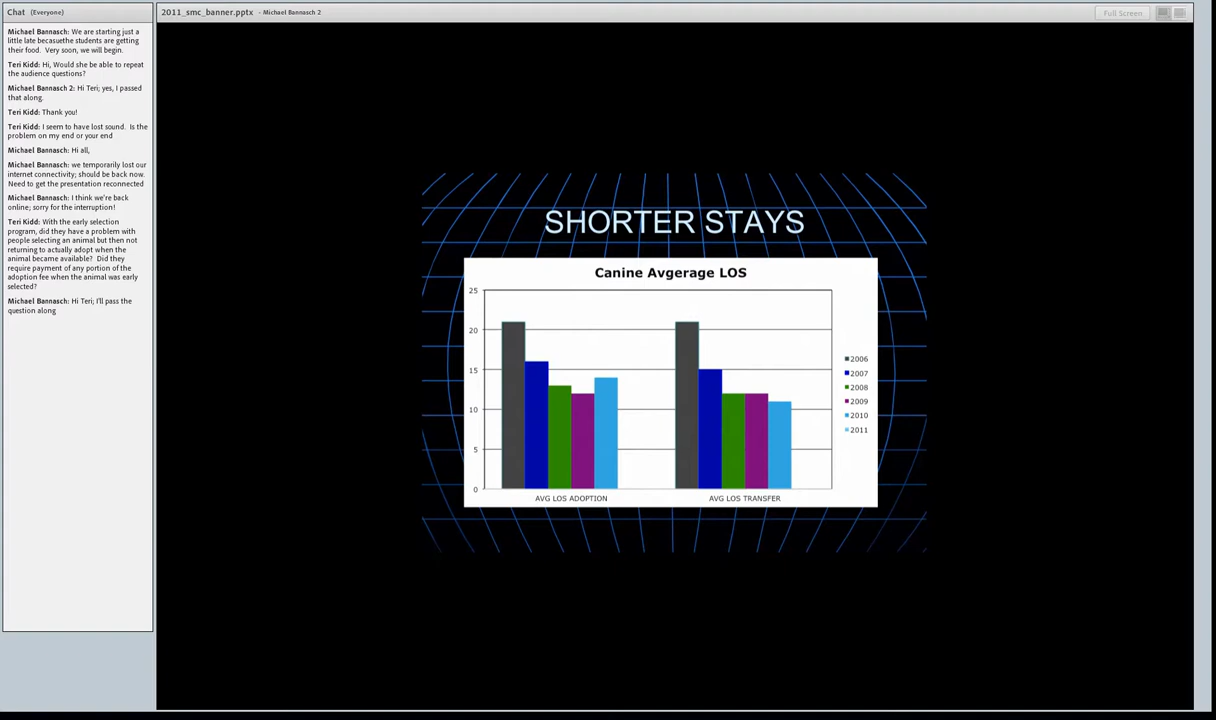 Chat (Everyone)
Michael Bannasch: We are starting just a
little late becasuethe students are getting
their food. Very soon, we will begin.
Teri Kidd: Hi, Would she be able to repeat
the audience questions?
Michael Bannasch 2: Hi Teri; yes, I passed
that along.
Teri Kidd: Thank you!
Teri Kidd: I seem to have lost sound. Is the
problem on my end or your end
Michael Bannasch: Hi all,
Michael Bannasch: we temporarily lost our
internet connectivity; should be back now.
Need to get the presentation reconnected
Michael Bannasch: I think we're back
online; sorry for the interruption!
Teri Kidd: With the early selection
program, did they have a problem with
people selecting an animal but then not
returning to actually adopt when the
animal became available? Did they
require payment of any portion of the
adoption fee when the animal was early
selected?
Michael Bannasch: Hi Teri; I'll pass the
question along
2011_smc_banner.pptx - Michael Bannasch 2
Full Screen
SHORTER STAYS
Canine Avgerage LOS
25
20
15
10
5
0
AVG LOS ADOPTION
AVG LOS TRANSFER
2006
2007
2008
2009
2010
2011